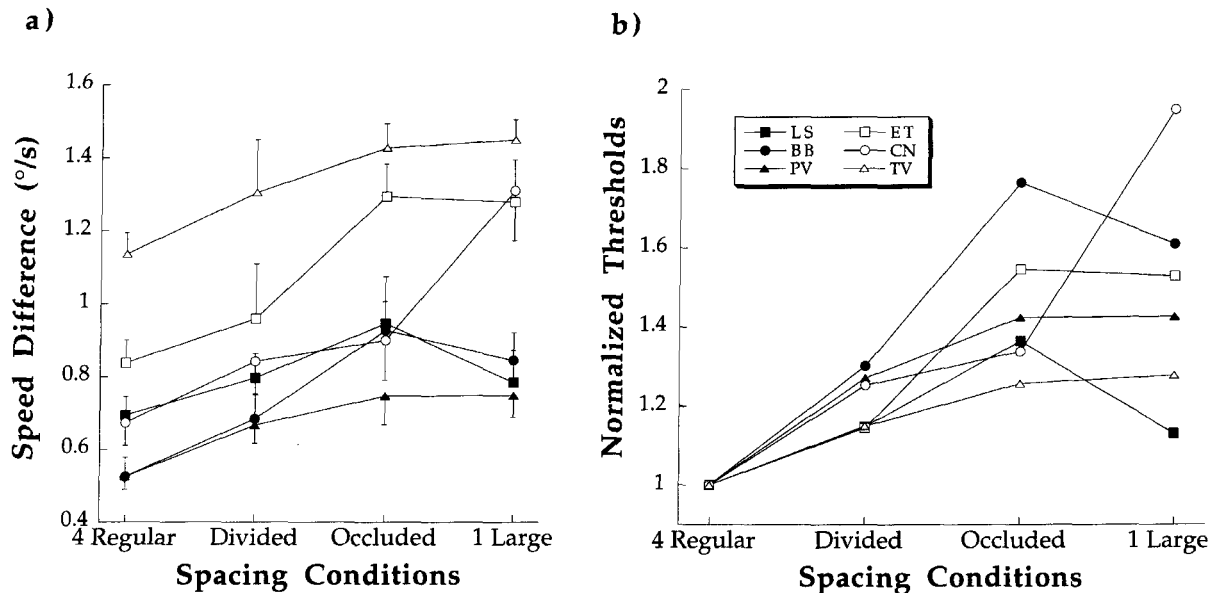 a)
Speed Difference (°/s)
1.6
1.4
1.2
1
0.8
0.6
0.4
4 Regular Divided Occluded 1 Large
Spacing Conditions
b)
Normalized Thresholds
2
1.8
1.6
1.4
1.2
1
LS ET
BB CN
PV TV
4 Regular Divided Occluded 1 Large
Spacing Conditions